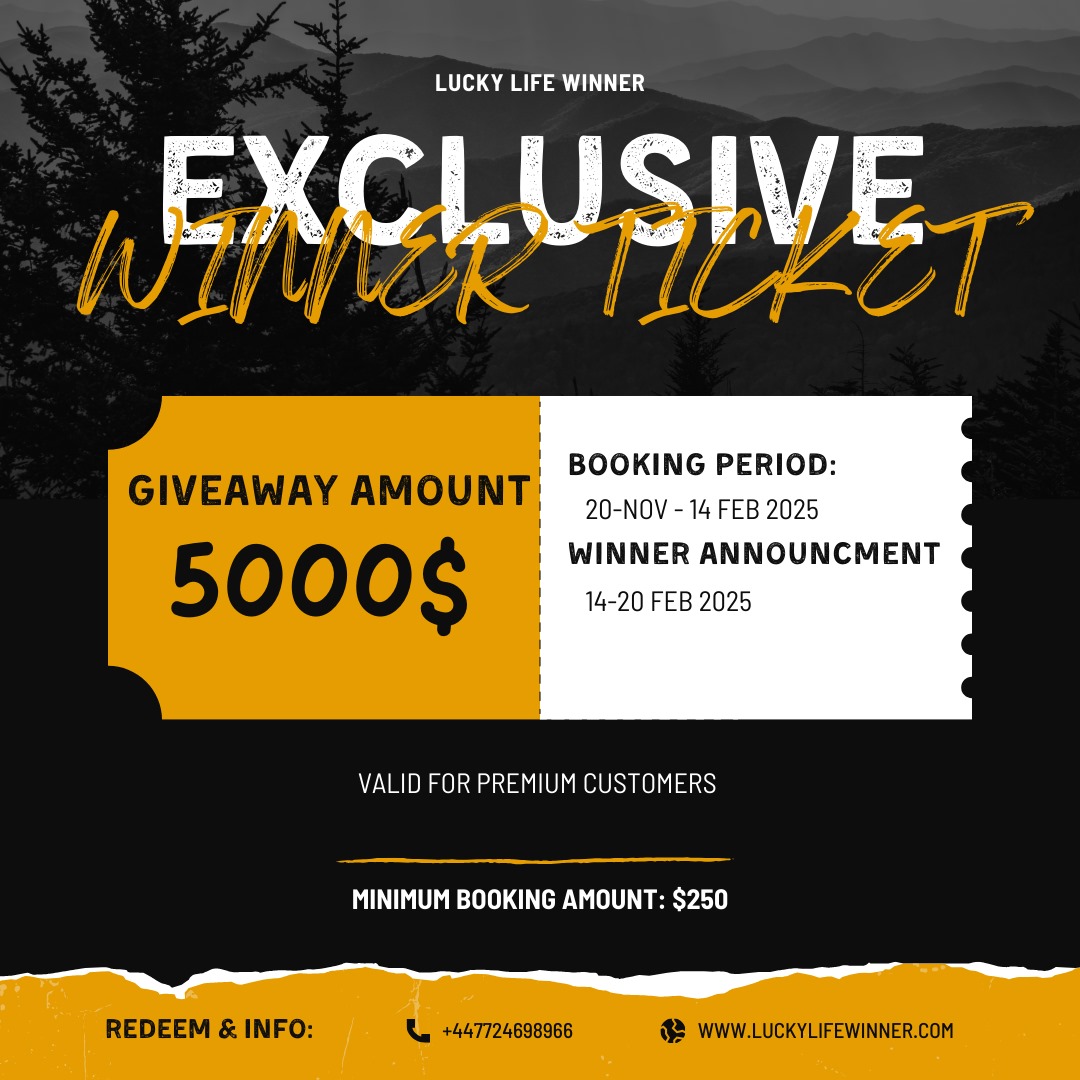 LUCKY LIFE WINNER
EXCLUSIVE
WINNER TICKET
GIVEAWAY AMOUNT
5000$
BOOKING PERIOD:
20-NOV - 14 FEB 2025
WINNER ANNOUNCMENT
14-20 FEB 2025
VALID FOR PREMIUM CUSTOMERS
MINIMUM BOOKING AMOUNT: $250
REDEEM & INFO: +447724698966 WWW.LUCKYLIFEWINNER.COM